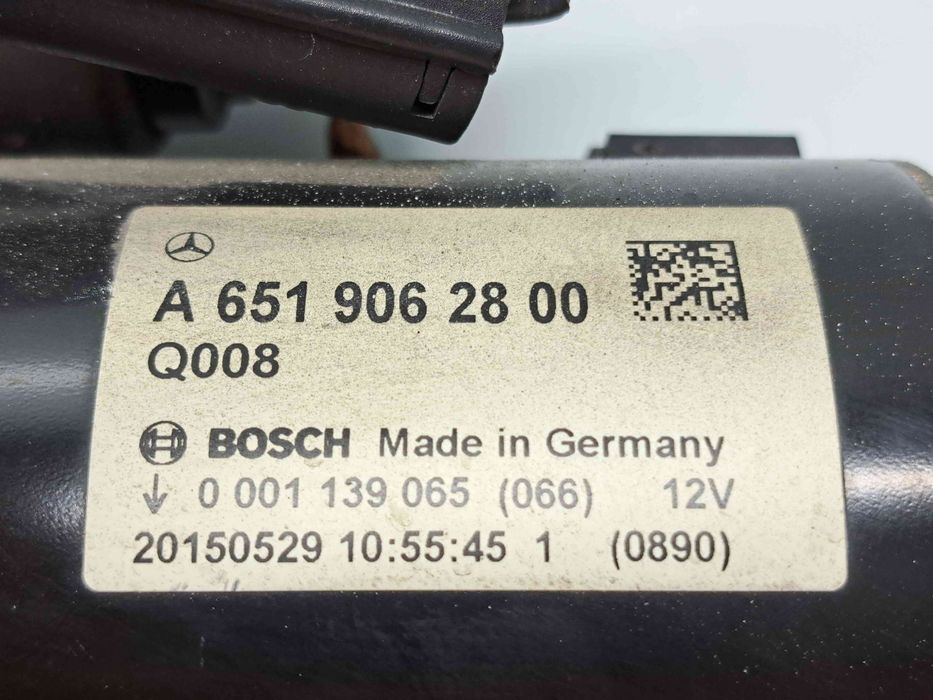 A 651 906 28 00
Q008
BOSCH Made in Germany
0 001 139 065 (066) 12V
20150529 10:55:45 1 (0890)